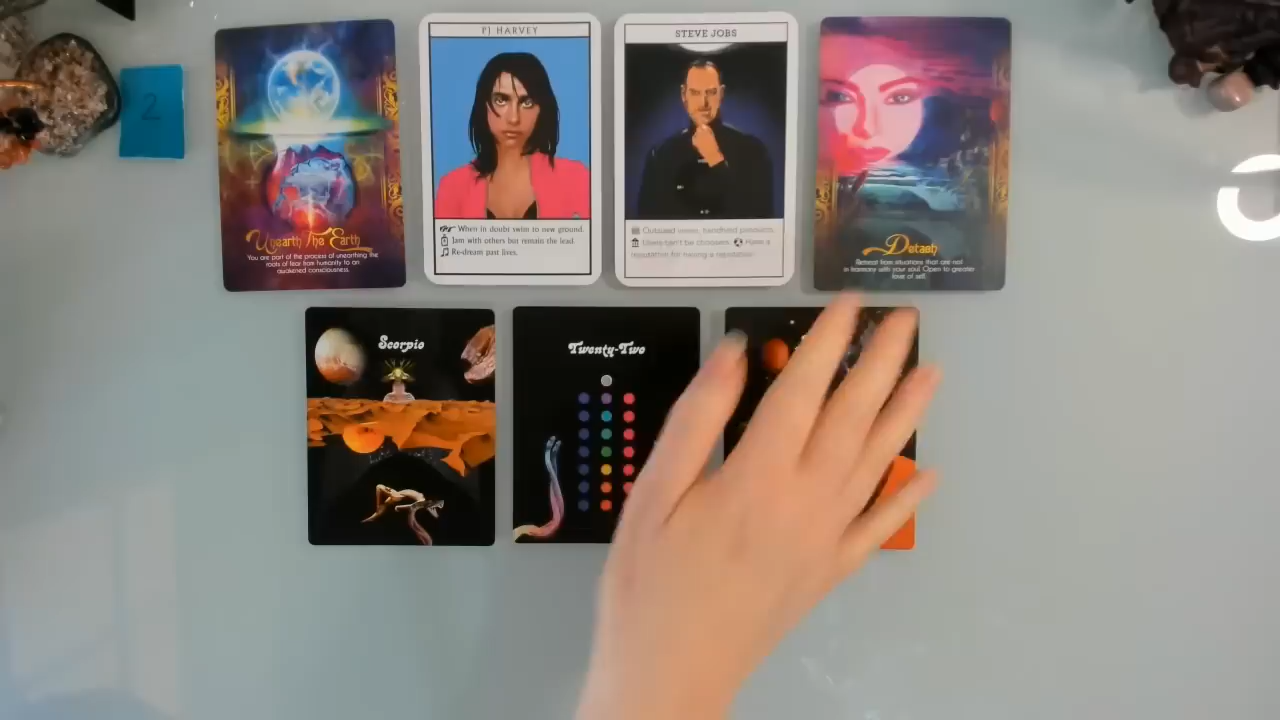 2
Unearth The Earth
You are part of the process of unearthing the
roots of fear from humanity to an
awakened consciousness.
PJ HARVEY
When in doubt swim to new ground.
Jam with others but remain the lead.
Re-dream past lives.
STEVE JOBS
Outused views, handheld products.
Users can't be choosers. Have a
reputation for having a reputation.
Detach
Retreat from situations that are not
in harmony with your soul. Open to greater
love of self.
Scorpio
Twenty-Two